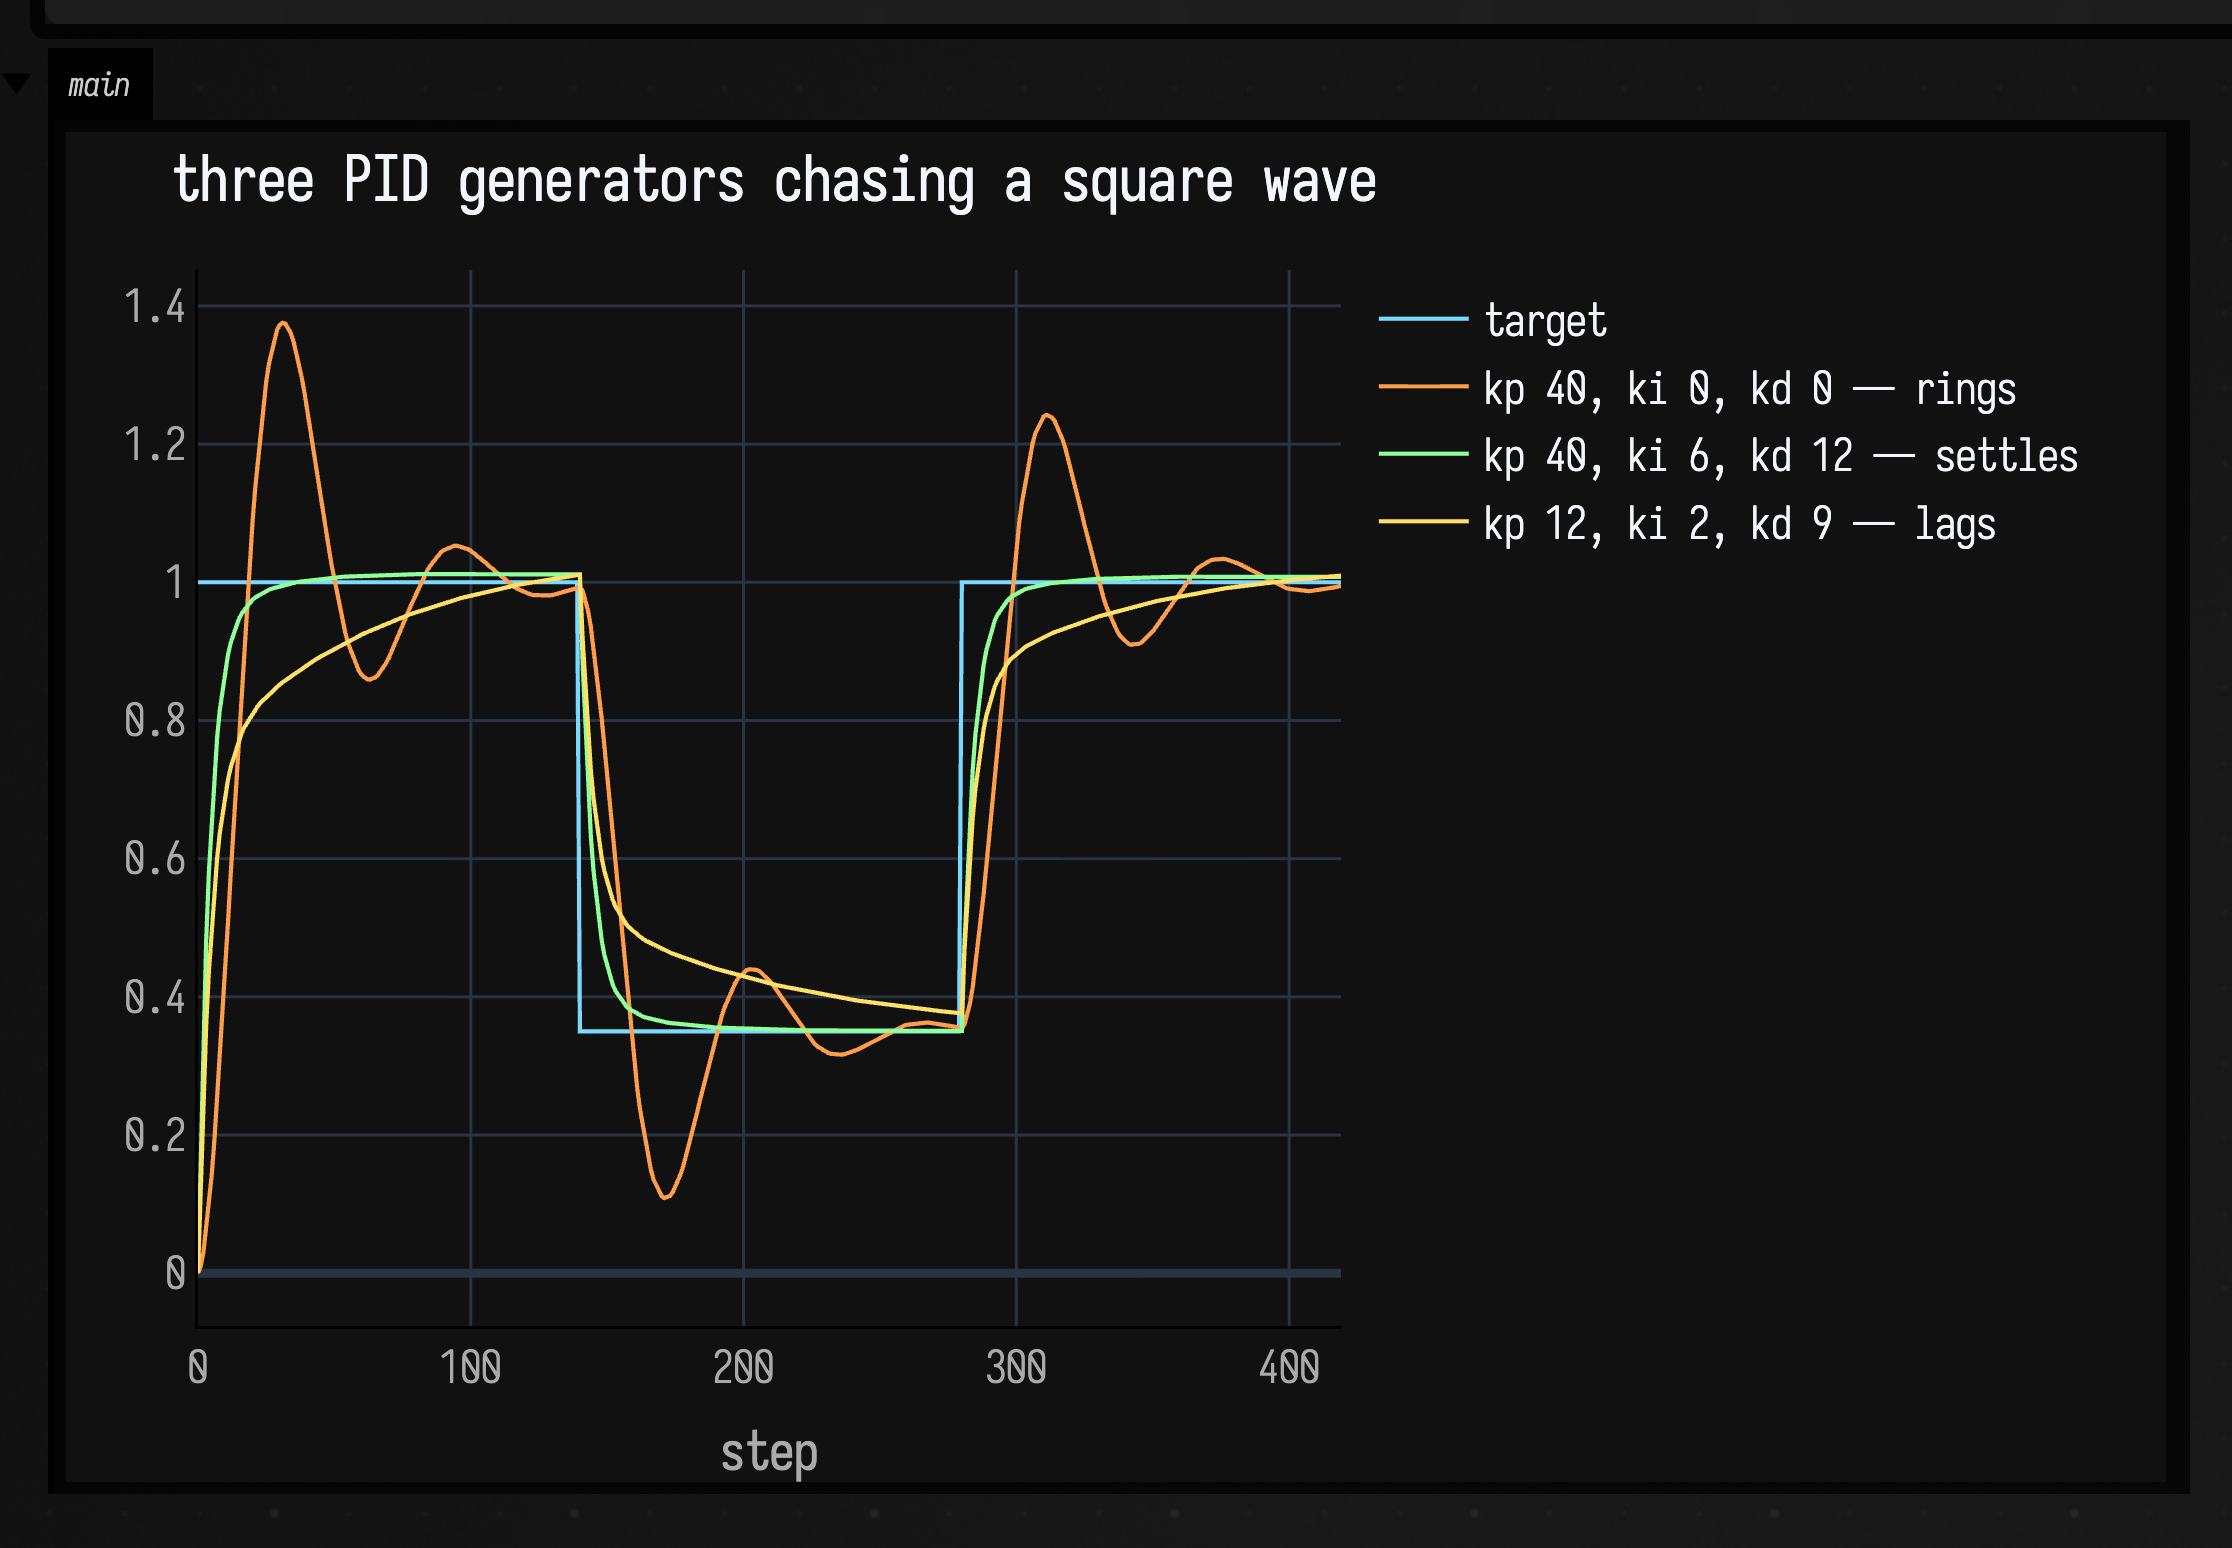 main
three PID generators chasing a square wave
1.4
1.2
1
0.8
0.6
0.4
0.2
0
0 100 200 300 400
step
target
kp 40, ki 0, kd 0 — rings
kp 40, ki 6, kd 12 — settles
kp 12, ki 2, kd 9 — lags